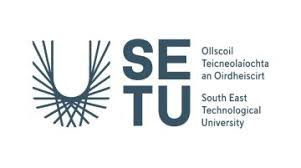 SE
TU
Ollscoil
Teicneolaíochta
an Oirdheiscirt
South East
Technological
University